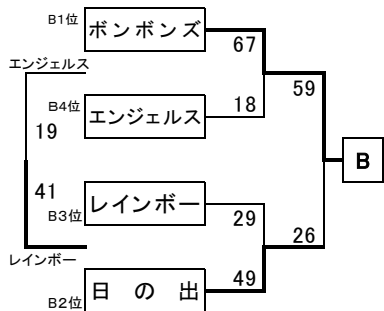 B1位
ボンボンズ
67
エンジェルス
59
B4位
エンジェルス
18
19
B
41
レインボー
B3位
29
26
レインボー
49
日 の 出
B2位